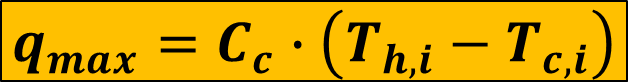 q_max = C_c · (T_h,i − T_c,i)